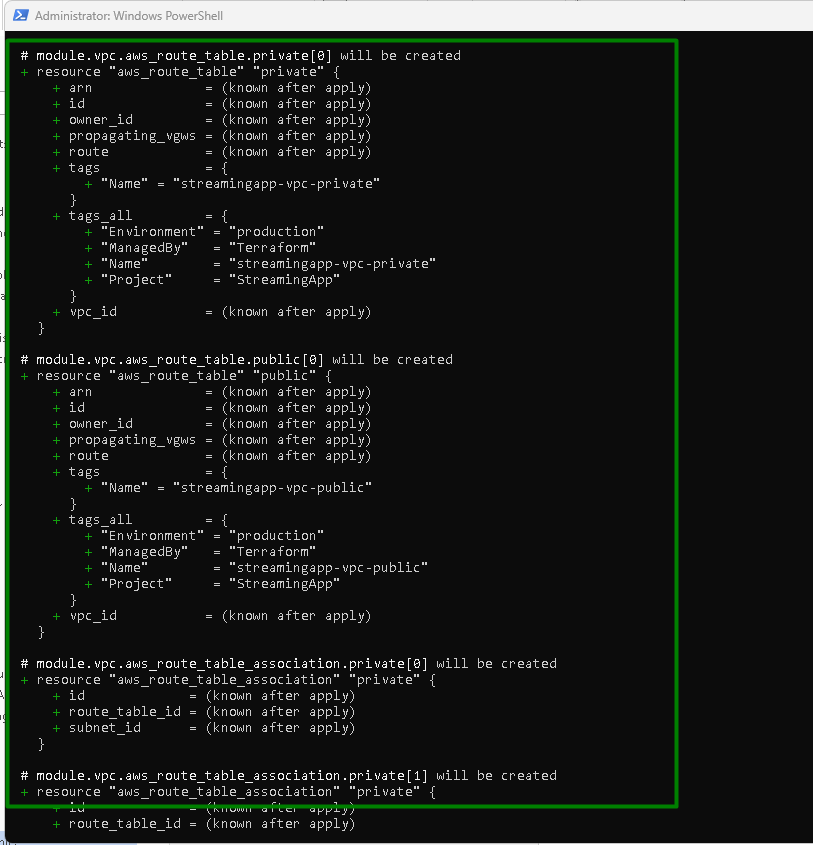 Administrator: Windows PowerShell
# module.vpc.aws_route_table.private[0] will be created
+ resource "aws_route_table" "private" {
+ arn = (known after apply)
+ id = (known after apply)
+ owner_id = (known after apply)
+ propagating_vgws = (known after apply)
+ route = (known after apply)
+ tags = {
+ "Name" = "streamingapp-vpc-private"
}
+ tags_all = {
+ "Environment" = "production"
+ "ManagedBy" = "Terraform"
+ "Name" = "streamingapp-vpc-private"
+ "Project" = "StreamingApp"
}
+ vpc_id = (known after apply)
}
# module.vpc.aws_route_table.public[0] will be created
+ resource "aws_route_table" "public" {
+ arn = (known after apply)
+ id = (known after apply)
+ owner_id = (known after apply)
+ propagating_vgws = (known after apply)
+ route = (known after apply)
+ tags = {
+ "Name" = "streamingapp-vpc-public"
}
+ tags_all = {
+ "Environment" = "production"
+ "ManagedBy" = "Terraform"
+ "Name" = "streamingapp-vpc-public"
+ "Project" = "StreamingApp"
}
+ vpc_id = (known after apply)
}
# module.vpc.aws_route_table_association.private[0] will be created
+ resource "aws_route_table_association" "private" {
+ id = (known after apply)
+ route_table_id = (known after apply)
+ subnet_id = (known after apply)
}
# module.vpc.aws_route_table_association.private[1] will be created
+ resource "aws_route_table_association" "private" {
+ id = (known after apply)
+ route_table_id = (known after apply)